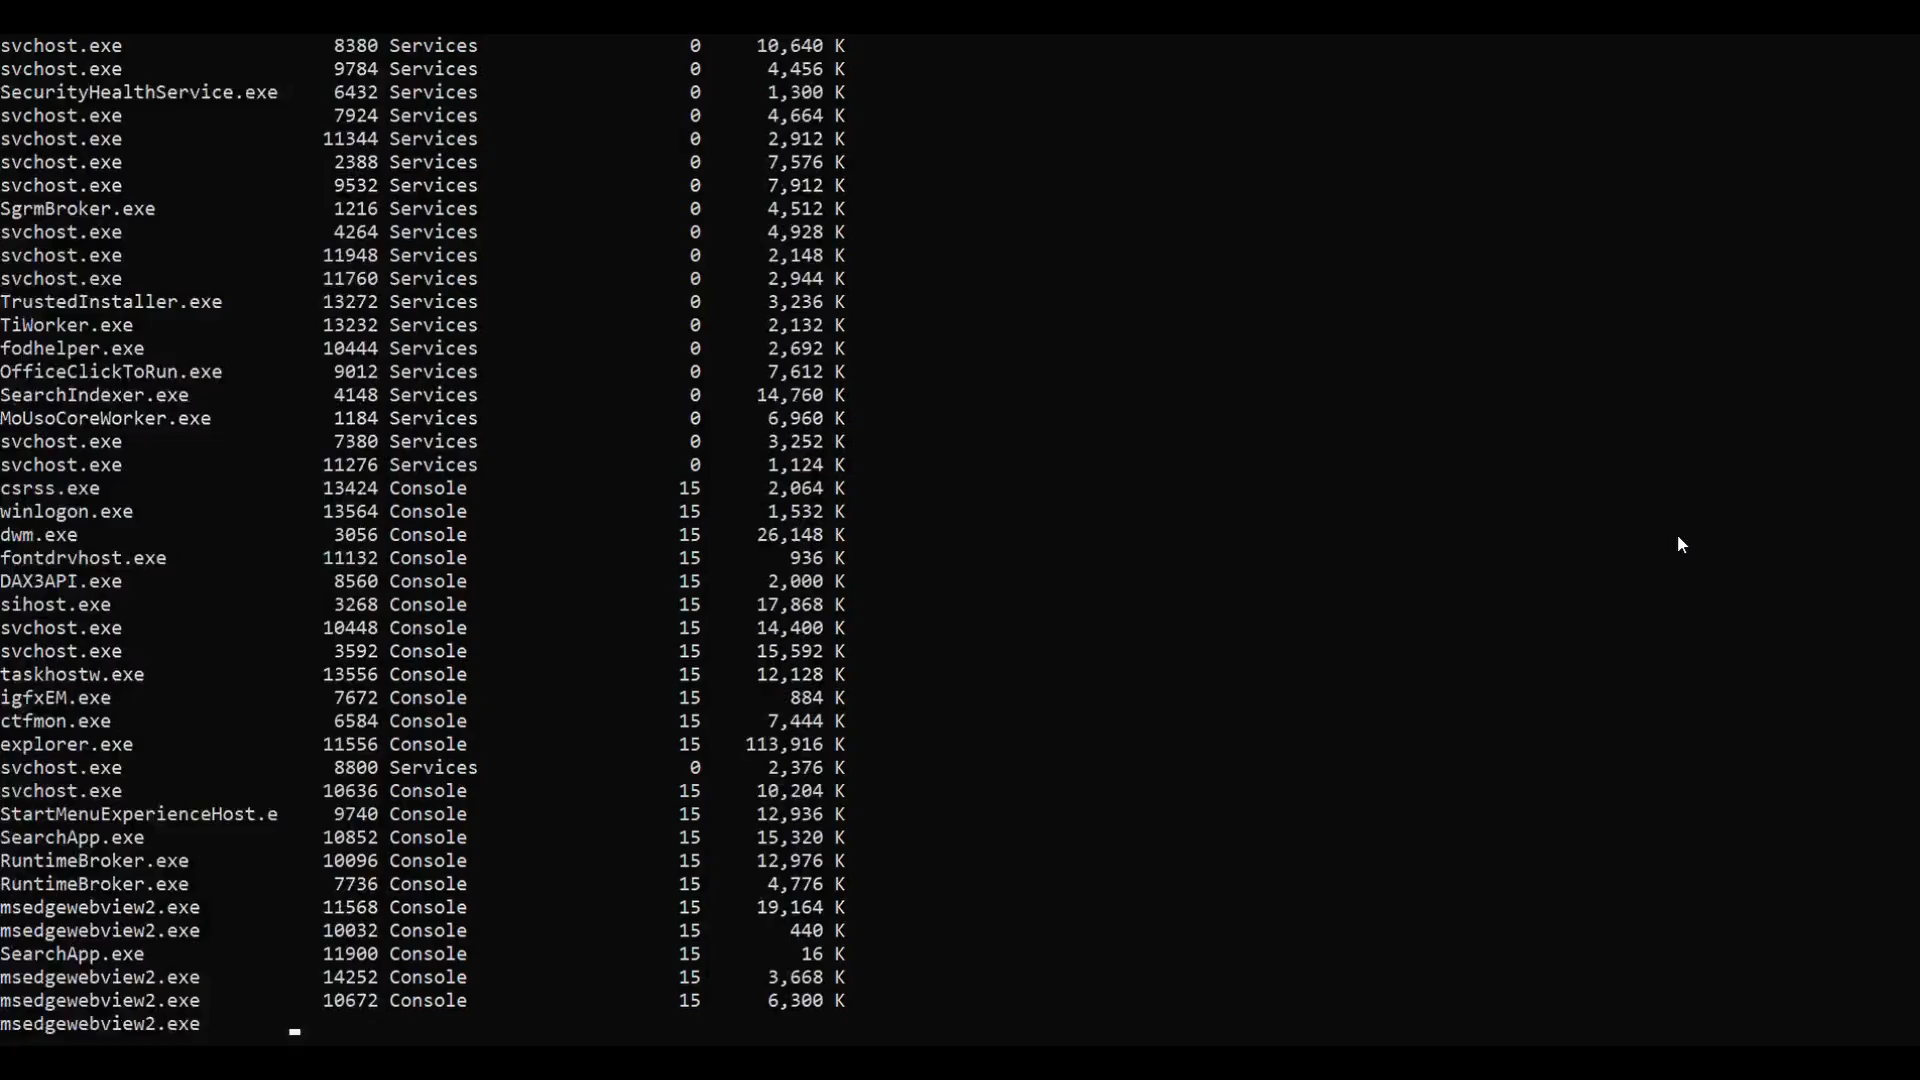 svchost.exe 8380 Services 0 10,640 K
svchost.exe 9784 Services 0 4,456 K
SecurityHealthService.exe 6432 Services 0 1,300 K
svchost.exe 7924 Services 0 4,664 K
svchost.exe 11344 Services 0 2,912 K
svchost.exe 2388 Services 0 7,576 K
svchost.exe 9532 Services 0 7,912 K
SgrmBroker.exe 1216 Services 0 4,512 K
svchost.exe 4264 Services 0 4,928 K
svchost.exe 11948 Services 0 2,148 K
svchost.exe 11760 Services 0 2,944 K
TrustedInstaller.exe 13272 Services 0 3,236 K
TiWorker.exe 13232 Services 0 2,132 K
fodhelper.exe 10444 Services 0 2,692 K
OfficeClickToRun.exe 9012 Services 0 7,612 K
SearchIndexer.exe 4148 Services 0 14,760 K
MoUsoCoreWorker.exe 1184 Services 0 6,960 K
svchost.exe 7380 Services 0 3,252 K
svchost.exe 11276 Services 0 1,124 K
csrss.exe 13424 Console 15 2,064 K
winlogon.exe 13564 Console 15 1,532 K
dwm.exe 3056 Console 15 26,148 K
fontdrvhost.exe 11132 Console 15 936 K
DAX3API.exe 8560 Console 15 2,000 K
sihost.exe 3268 Console 15 17,868 K
svchost.exe 10448 Console 15 14,400 K
svchost.exe 3592 Console 15 15,592 K
taskhostw.exe 13556 Console 15 12,128 K
igfxEM.exe 7672 Console 15 884 K
ctfmon.exe 6584 Console 15 7,444 K
explorer.exe 11556 Console 15 113,916 K
svchost.exe 8800 Services 0 2,376 K
svchost.exe 10636 Console 15 10,204 K
StartMenuExperienceHost.e 9740 Console 15 12,936 K
SearchApp.exe 10852 Console 15 15,320 K
RuntimeBroker.exe 10096 Console 15 12,976 K
RuntimeBroker.exe 7736 Console 15 4,776 K
msedgewebview2.exe 11568 Console 15 19,164 K
msedgewebview2.exe 10032 Console 15 440 K
SearchApp.exe 11900 Console 15 16 K
msedgewebview2.exe 14252 Console 15 3,668 K
msedgewebview2.exe 10672 Console 15 6,300 K
msedgewebview2.exe